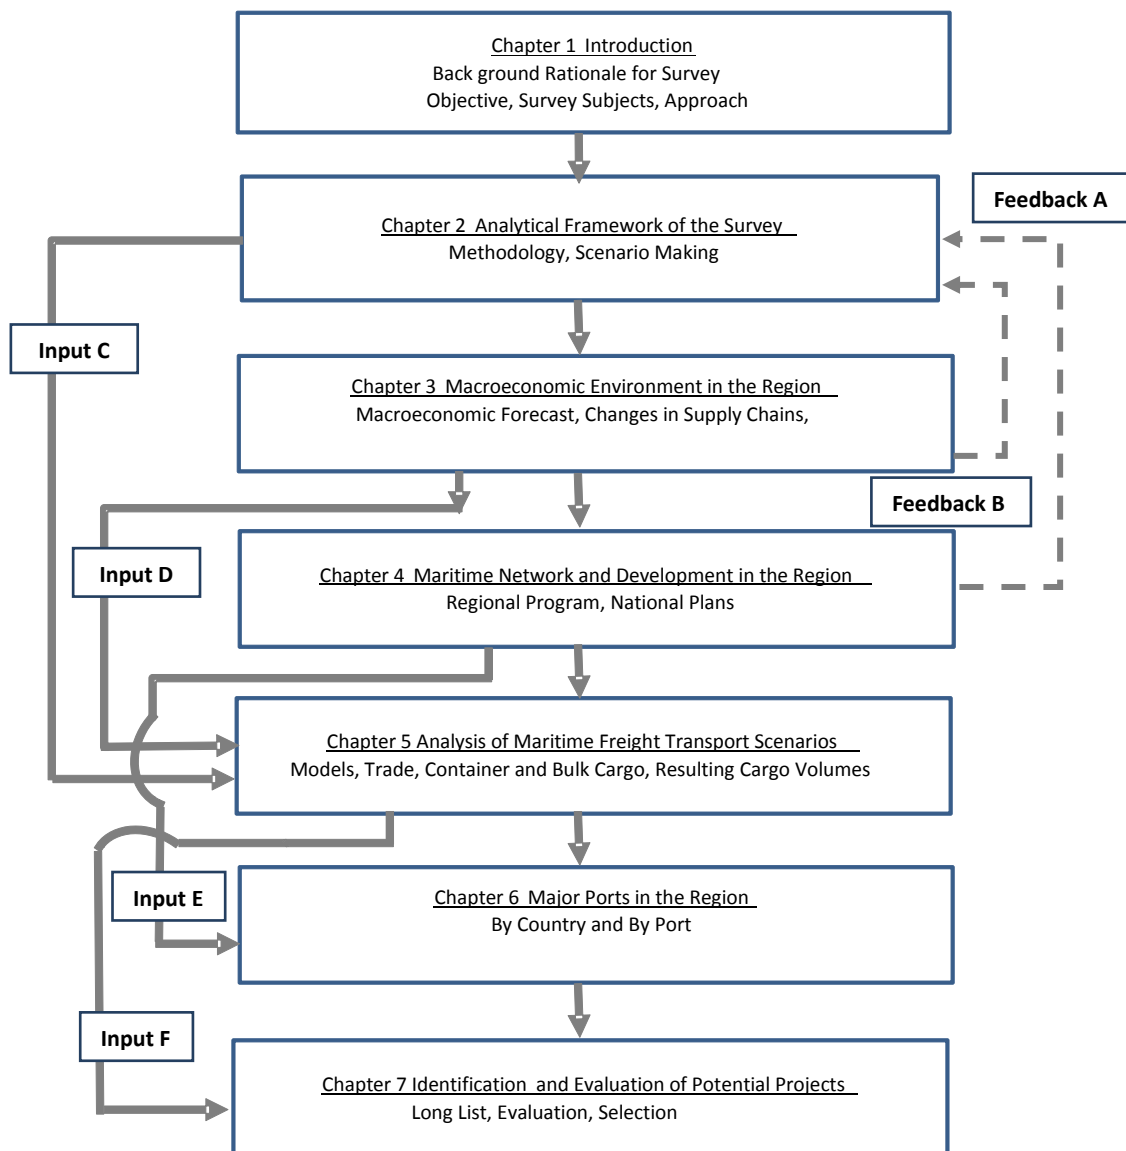 Chapter 1 Introduction
Back ground Rationale for Survey
Objective, Survey Subjects, Approach
Feedback A
Chapter 2 Analytical Framework of the Survey
Methodology, Scenario Making
Input C
Chapter 3 Macroeconomic Environment in the Region
Macroeconomic Forecast, Changes in Supply Chains,
Feedback B
Input D
Chapter 4 Maritime Network and Development in the Region
Regional Program, National Plans
Chapter 5 Analysis of Maritime Freight Transport Scenarios
Models, Trade, Container and Bulk Cargo, Resulting Cargo Volumes
Input E
Chapter 6 Major Ports in the Region
By Country and By Port
Input F
Chapter 7 Identification and Evaluation of Potential Projects
Long List, Evaluation, Selection